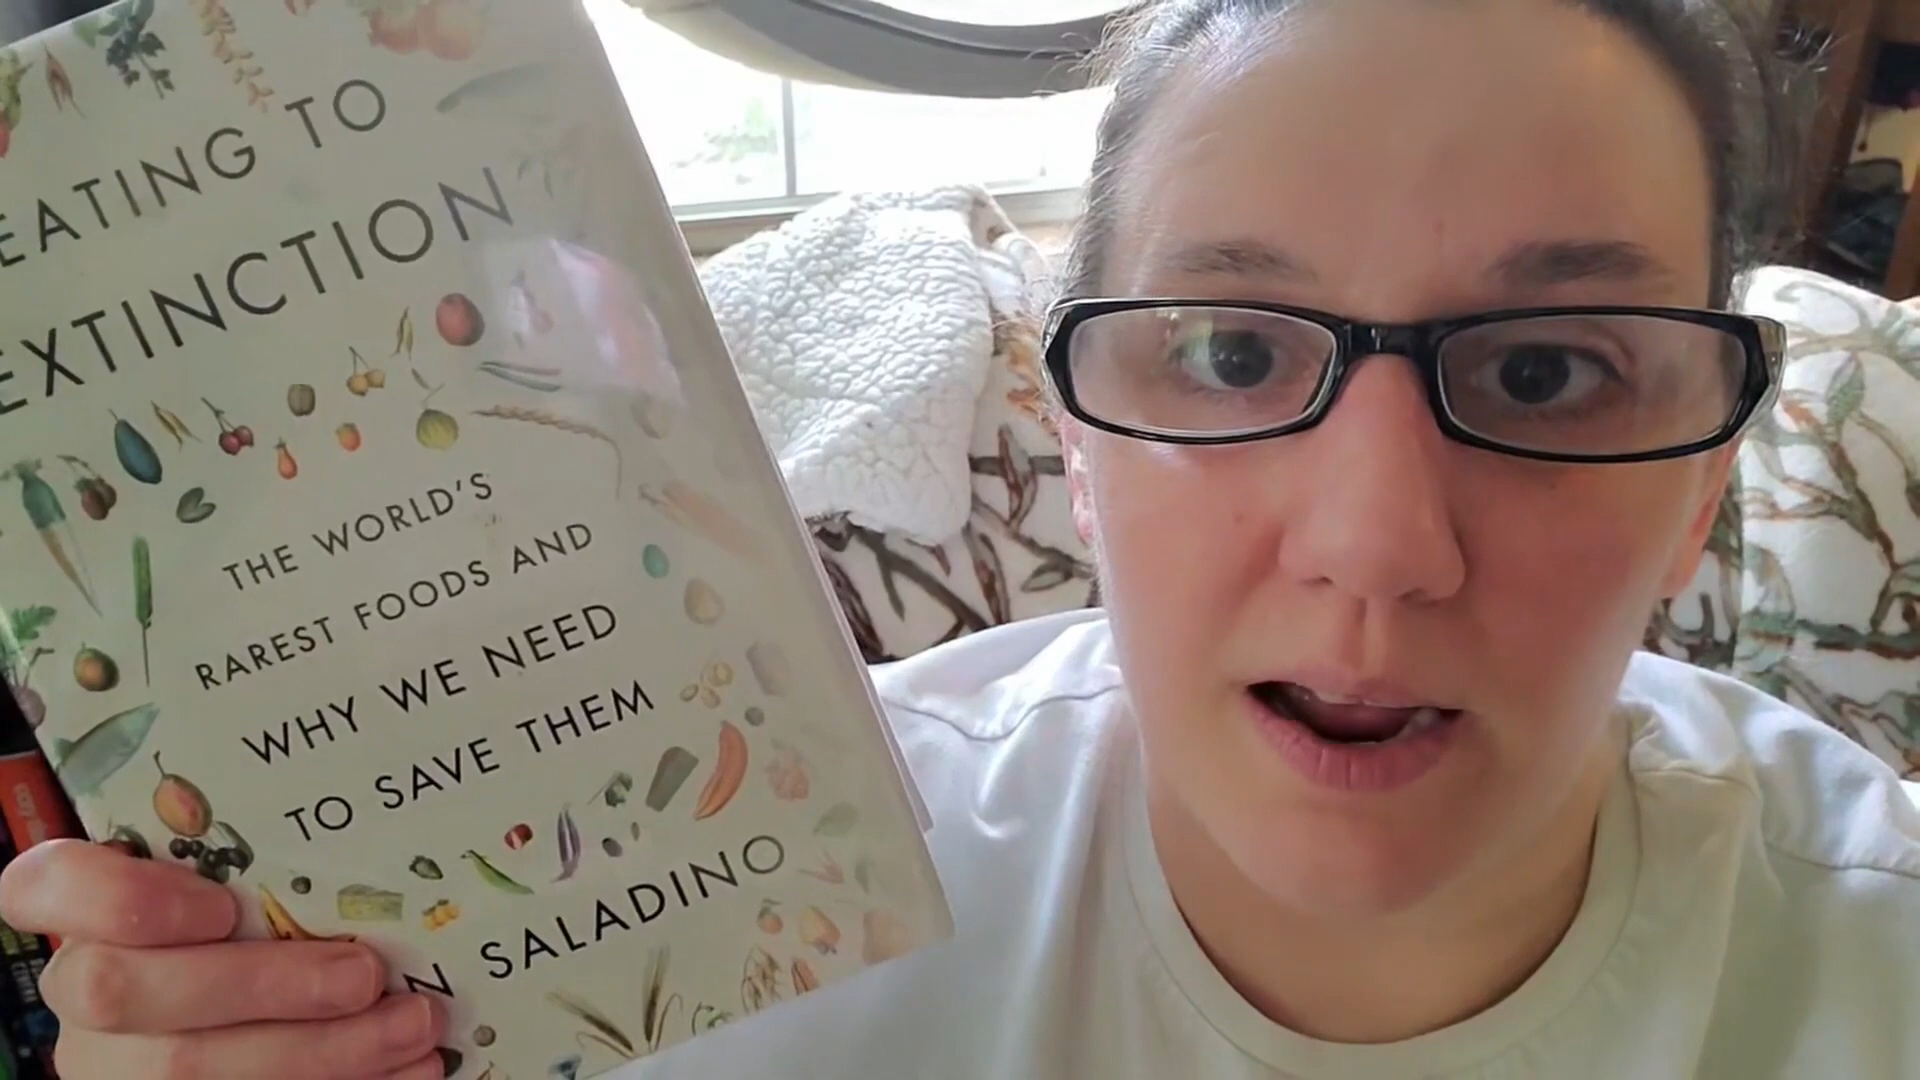 EATING TO
EXTINCTION
THE WORLD'S
RAREST FOODS AND
WHY WE NEED
TO SAVE THEM
N SALADINO